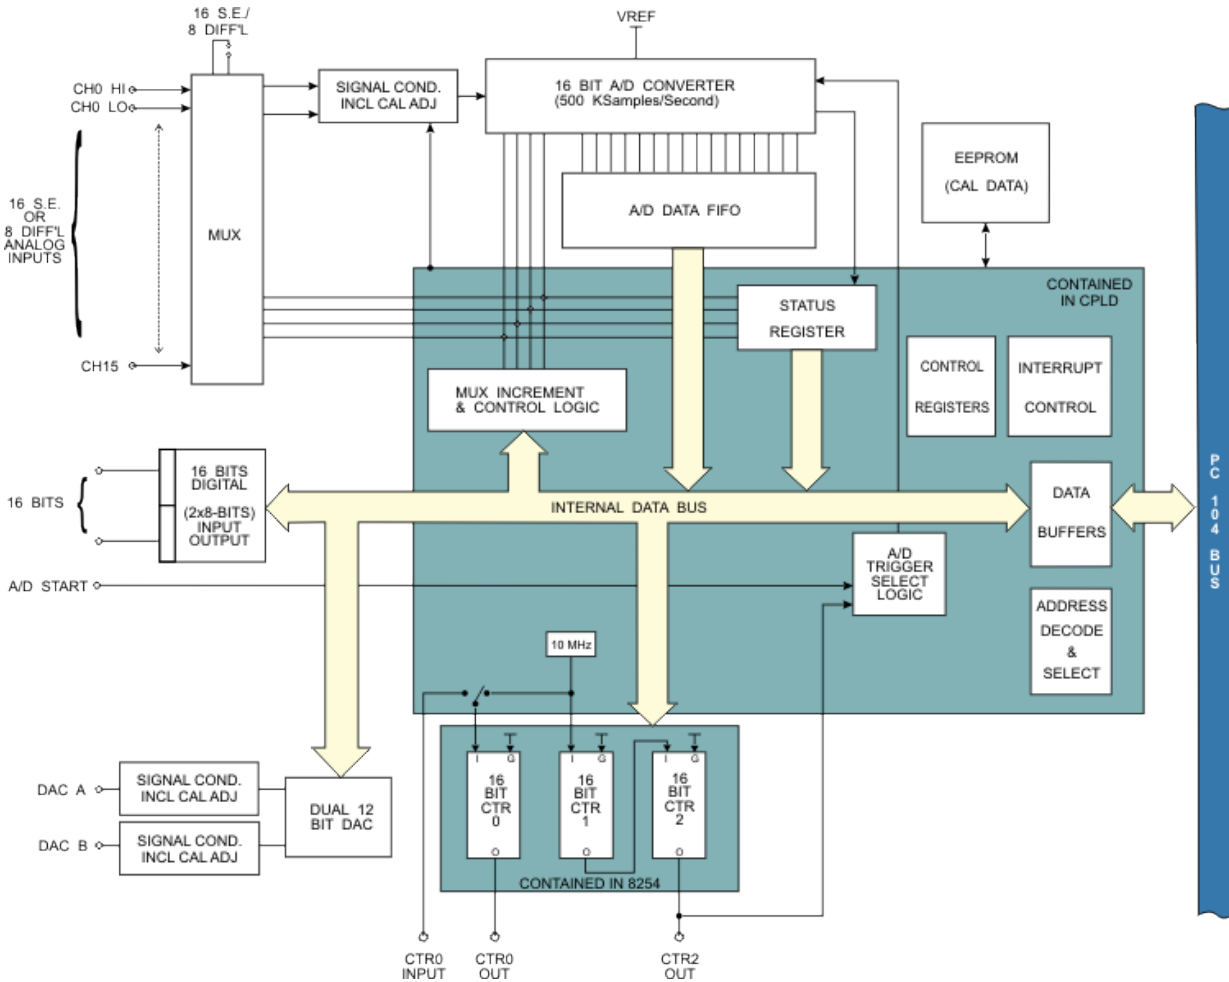 16 S.E./
8 DIFF'L
VREF
CH0 HI
CH0 LO
SIGNAL COND.
INCL CAL ADJ
16 BIT A/D CONVERTER
(500 KSamples/Second)
EEPROM
(CAL DATA)
16 S.E.
OR
8 DIFF'L
ANALOG
INPUTS
MUX
A/D DATA FIFO
CONTAINED
IN CPLD
STATUS
REGISTER
CH15
MUX INCREMENT
& CONTROL LOGIC
CONTROL
REGISTERS
INTERRUPT
CONTROL
16 BITS
16 BITS
DIGITAL
(2x8-BITS)
INPUT
OUTPUT
INTERNAL DATA BUS
DATA
BUFFERS
PC 104 BUS
A/D START
A/D
TRIGGER
SELECT
LOGIC
ADDRESS
DECODE
&
SELECT
10 MHz
DAC A
SIGNAL COND.
INCL CAL ADJ
DAC B
SIGNAL COND.
INCL CAL ADJ
DUAL 12
BIT DAC
I G
16
BIT
CTR
0
O
I G
16
BIT
CTR
1
O
I G
16
BIT
CTR
2
O
CONTAINED IN 8254
CTR0
INPUT
CTR0
OUT
CTR2
OUT